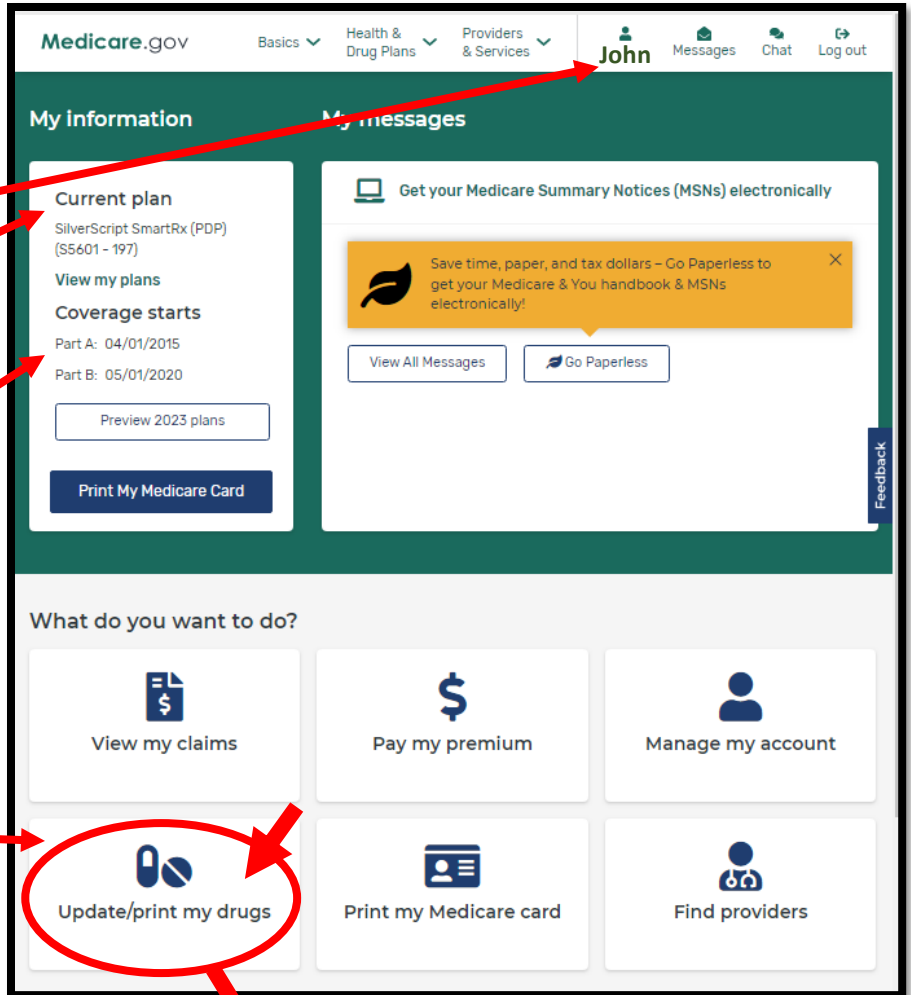 Medicare.gov
Basics
Health &
Drug Plans
Providers
& Services
John
Messages
Chat
Log out
My information
My messages
Current plan
SilverScript SmartRx (PDP)
(S5601 - 197)
View my plans
Coverage starts
Part A: 04/01/2015
Part B: 05/01/2020
Preview 2023 plans
Print My Medicare Card
Get your Medicare Summary Notices (MSNs) electronically
Save time, paper, and tax dollars – Go Paperless to
get your Medicare & You handbook & MSNs
electronically!
View All Messages
Go Paperless
Feedback
What do you want to do?
View my claims
Pay my premium
Manage my account
Update/print my drugs
Print my Medicare card
Find providers